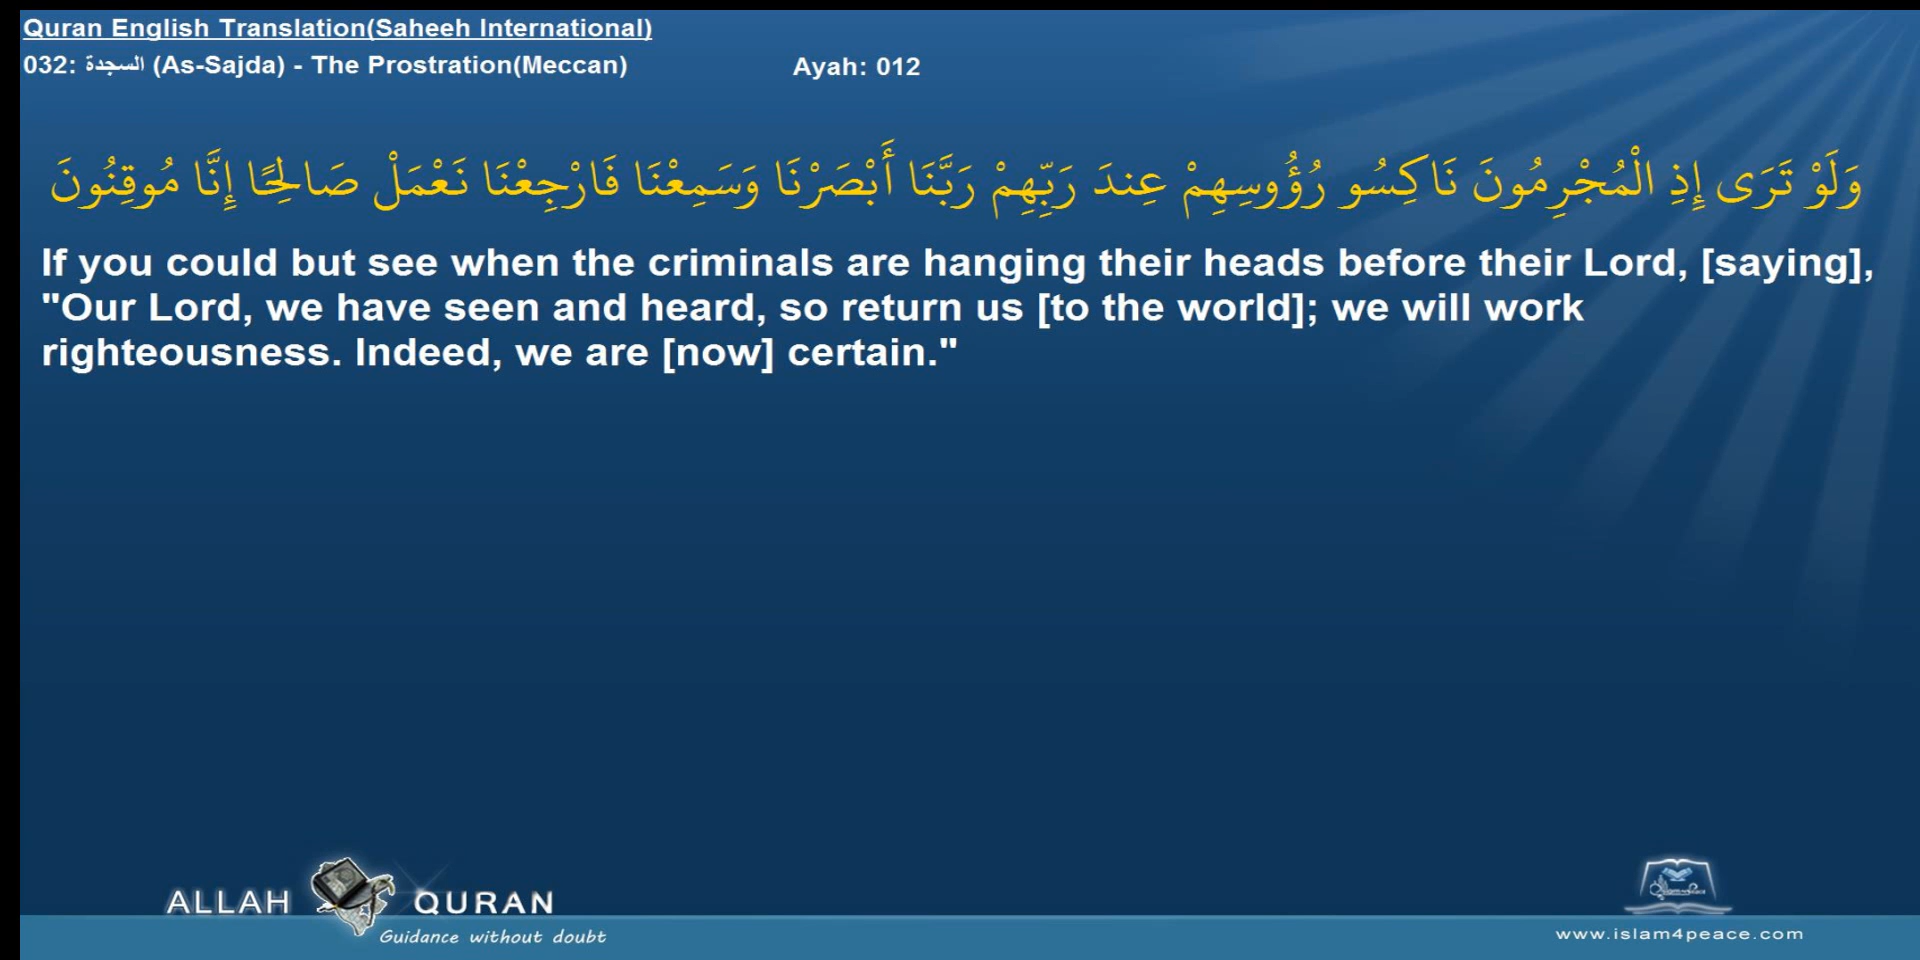 Quran English Translation(Saheeh International)
032: السجدة (As-Sajda) - The Prostration(Meccan) Ayah: 012
وَلَوْ تَرَى إِذِ الْمُجْرِمُونَ نَاكِسُو رُؤُوسِهِمْ عِندَ رَبِّهِمْ رَبَّنَا أَبْصَرْنَا وَسَمِعْنَا فَارْجِعْنَا نَعْمَلْ صَالِحًا إِنَّا مُوقِنُونَ
If you could but see when the criminals are hanging their heads before their Lord, [saying],
"Our Lord, we have seen and heard, so return us [to the world]; we will work
righteousness. Indeed, we are [now] certain."
ALLAH QURAN
Guidance without doubt
www.islam4peace.com